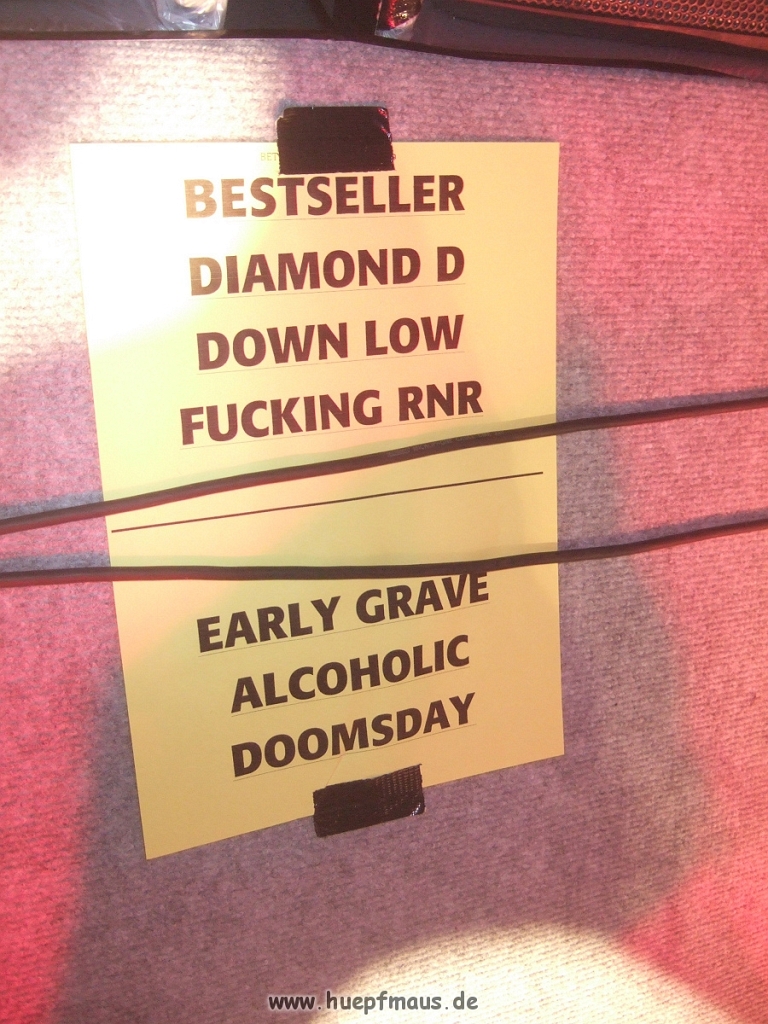 BESTSELLER
DIAMOND D
DOWN LOW
FUCKING RNR
EARLY GRAVE
ALCOHOLIC
DOOMSDAY
www.huepfmaus.de